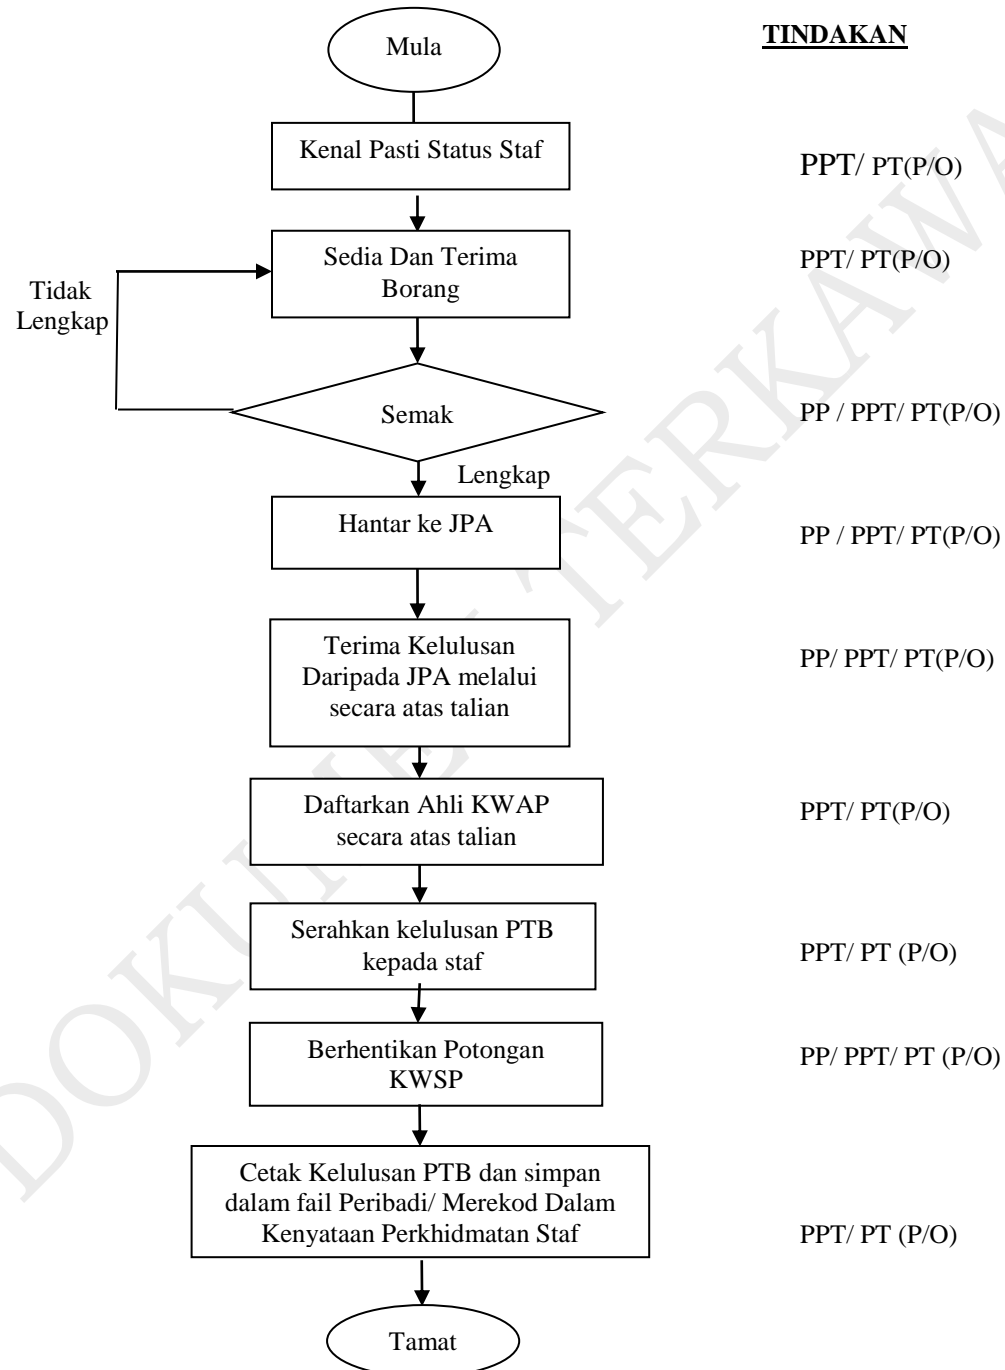 Mula
TINDAKAN
Kenal Pasti Status Staf
PPT/ PT(P/O)
Sedia Dan Terima
Borang
PPT/ PT(P/O)
Tidak
Lengkap
Semak
PP / PPT/ PT(P/O)
Lengkap
Hantar ke JPA
PP / PPT/ PT(P/O)
Terima Kelulusan
Daripada JPA melalui
secara atas talian
PP/ PPT/ PT(P/O)
Daftarkan Ahli KWAP
secara atas talian
PPT/ PT(P/O)
Serahkan kelulusan PTB
kepada staf
PPT/ PT (P/O)
Berhentikan Potongan
KWSP
PP/ PPT/ PT (P/O)
Cetak Kelulusan PTB dan simpan
dalam fail Peribadi/ Merekod Dalam
Kenyataan Perkhidmatan Staf
PPT/ PT (P/O)
Tamat
DOKUMEN TERKAWA